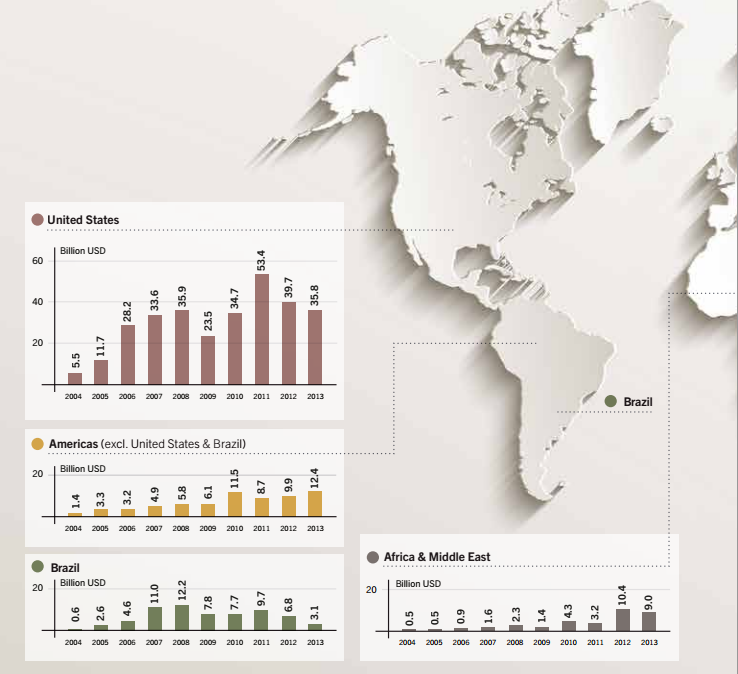 United States
Billion USD
60
40
20
5.5 11.7 28.2 33.6 35.9 23.5 34.7 53.4 39.7 35.8
2004 2005 2006 2007 2008 2009 2010 2011 2012 2013
Brazil
Americas (excl. United States & Brazil)
Billion USD
20
1.4 3.3 3.2 4.9 5.8 6.1 11.5 8.7 9.9 12.4
2004 2005 2006 2007 2008 2009 2010 2011 2012 2013
Brazil
Billion USD
20
0.6 2.6 4.6 11.0 12.2 7.8 7.7 9.7 6.8 3.1
2004 2005 2006 2007 2008 2009 2010 2011 2012 2013
Africa & Middle East
Billion USD
20
0.5 0.5 0.9 1.6 2.3 1.4 4.3 3.2 10.4 9.0
2004 2005 2006 2007 2008 2009 2010 2011 2012 2013